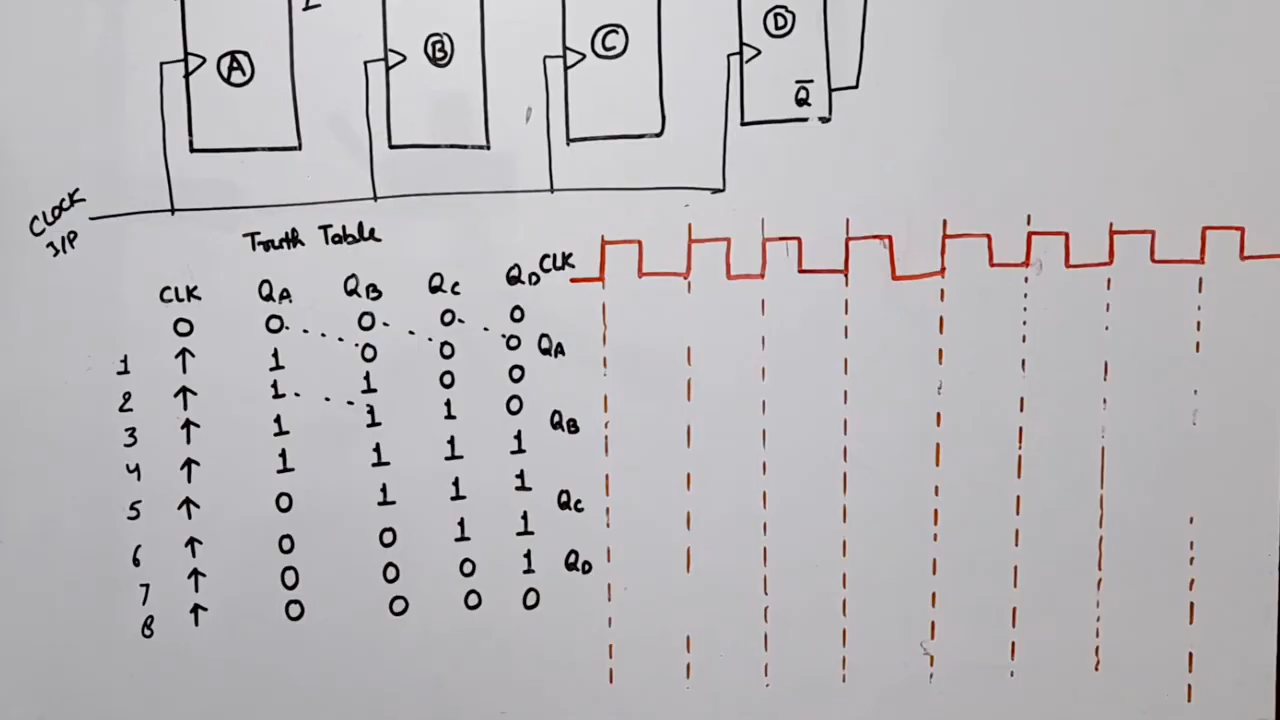 A B C D
Q̅
CLOCK
I/P
Truth Table
CLK QA QB QC QD CLK
0 0 0 0 0
1 ↑ 1 0 0 0 QA
2 ↑ 1 1 0 0
3 ↑ 1 1 1 0 QB
4 ↑ 1 1 1 1
5 ↑ 0 1 1 1 QC
6 ↑ 0 0 1 1
7 ↑ 0 0 0 1 QD
8 ↑ 0 0 0 0